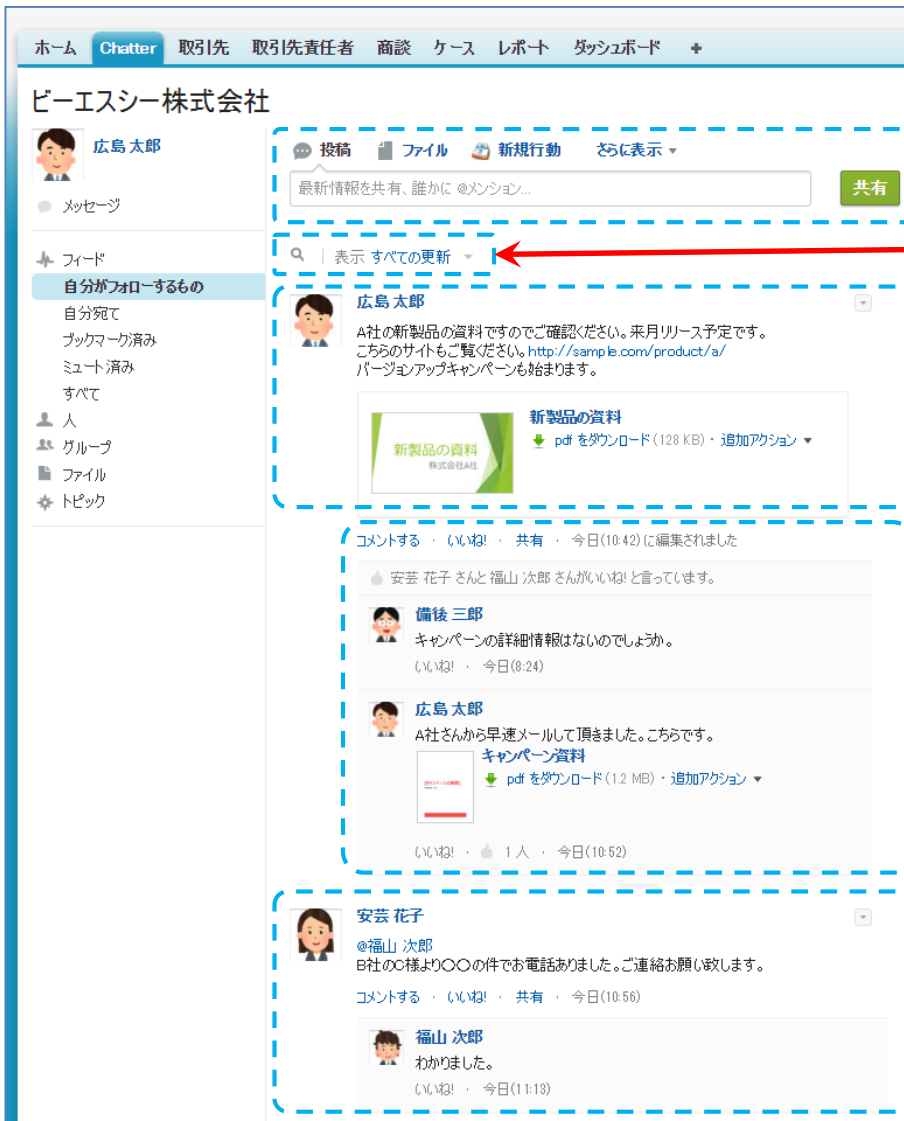 ホーム Chatter 取引先 取引先責任者 商談 ケース レポート ダッシュボード +
ビーエスシー株式会社
広島 太郎
メッセージ
フィード
自分がフォローするもの
自分宛て
ブックマーク済み
ミュート済み
すべて
人
グループ
ファイル
トピック
投稿 ファイル 新規行動 さらに表示
最新情報を共有、誰かに @メンション...
共有
表示 すべての更新
広島 太郎
A社の新製品の資料ですのでご確認ください。来月リリース予定です。
こちらのサイトもご覧ください。http://sample.com/product/a/
バージョンアップキャンペーンも始まります。
新製品の資料
株式会社A社
新製品の資料
pdf をダウンロード (128 KB) · 追加アクション
コメントする · いいね! · 共有 · 今日(10:42)に編集されました
安芸 花子 さんと 福山 次郎 さんがいいね! と言っています。
備後 三郎
キャンペーンの詳細情報はないのでしょうか。
いいね! · 今日(8:24)
広島 太郎
A社さんから早速メールして頂きました。こちらです。
キャンペーン資料
pdf をダウンロード (1.2 MB) · 追加アクション
いいね! · 1 人 · 今日(10:52)
安芸 花子
@福山 次郎
B社のC様より〇〇の件でお電話ありました。ご連絡お願い致します。
コメントする · いいね! · 共有 · 今日(10:56)
福山 次郎
わかりました。
いいね! · 今日(11:13)